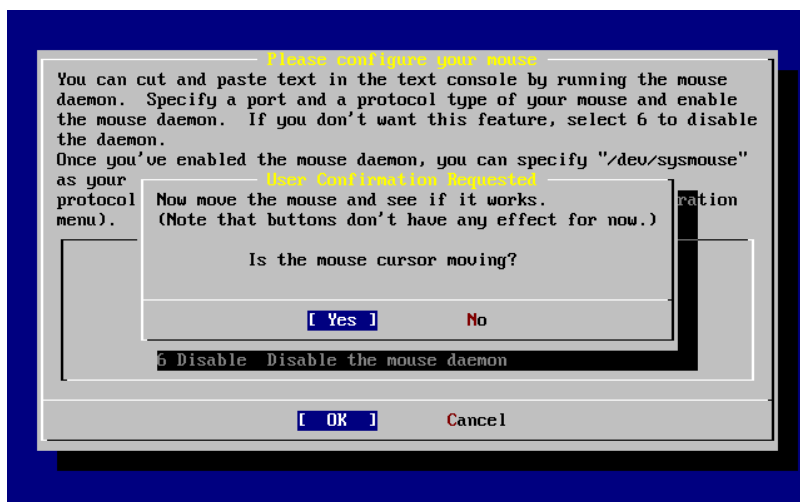 Please configure your mouse
You can cut and paste text in the text console by running the mouse
daemon.  Specify a port and a protocol type of your mouse and enable
the mouse daemon.  If you don't want this feature, select 6 to disable
the daemon.
Once you've enabled the mouse daemon, you can specify "/dev/sysmouse"
as your
protocol ration
menu).
User Confirmation Requested
Now move the mouse and see if it works.
(Note that buttons don't have any effect for now.)
Is the mouse cursor moving?
[ Yes ] No
6 Disable  Disable the mouse daemon
[  OK  ] Cancel